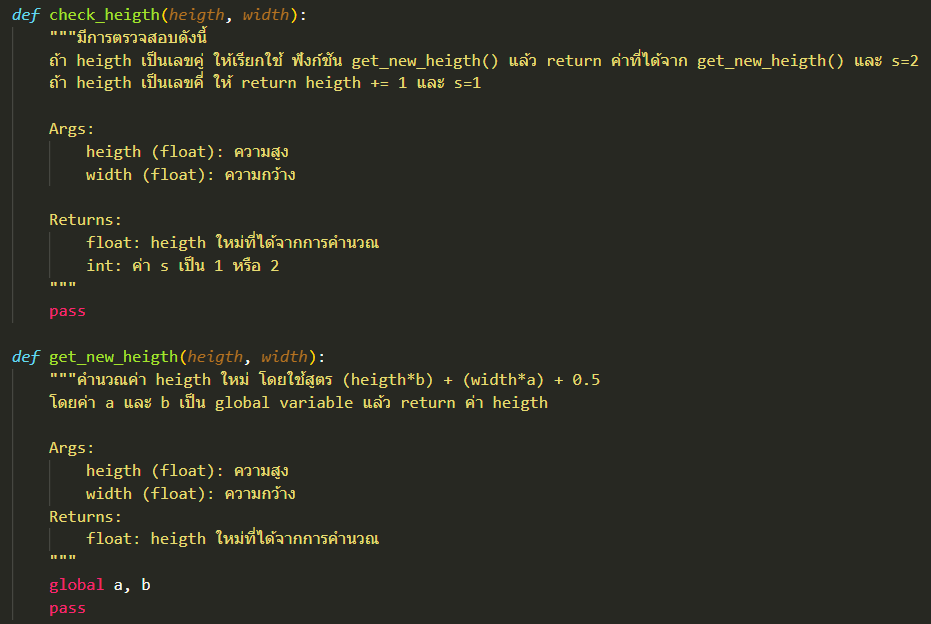 def check_heigth(heigth, width):
"""มีการตรวจสอบดังนี้
ถ้า heigth เป็นเลขคู่ ให้เรียกใช้ ฟังก์ชัน get_new_heigth() แล้ว return ค่าที่ได้จาก get_new_heigth() และ s=2
ถ้า heigth เป็นเลขคี่ ให้ return heigth += 1 และ s=1
Args:
heigth (float): ความสูง
width (float): ความกว้าง
Returns:
float: heigth ใหม่ที่ได้จากการคำนวณ
int: ค่า s เป็น 1 หรือ 2
"""
pass
def get_new_heigth(heigth, width):
"""คำนวณค่า heigth ใหม่ โดยใช้สูตร (heigth*b) + (width*a) + 0.5
โดยค่า a และ b เป็น global variable แล้ว return ค่า heigth
Args:
heigth (float): ความสูง
width (float): ความกว้าง
Returns:
float: heigth ใหม่ที่ได้จากการคำนวณ
"""
global a, b
pass